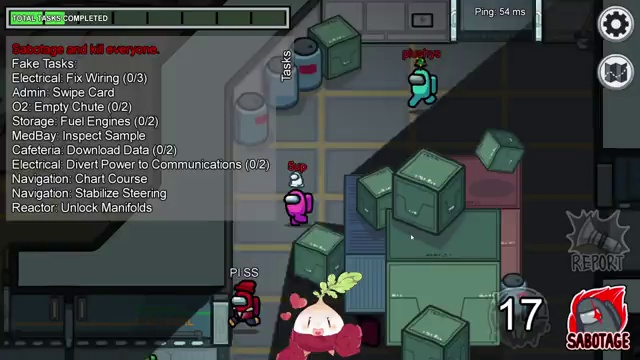 TOTAL TASKS COMPLETED
Ping: 54 ms
Sabotage and kill everyone.
Fake Tasks:
Electrical: Fix Wiring (0/3)
Admin: Swipe Card
O2: Empty Chute (0/2)
Storage: Fuel Engines (0/2)
MedBay: Inspect Sample
Cafeteria: Download Data (0/2)
Electrical: Divert Power to Communications (0/2)
Navigation: Chart Course
Navigation: Stabilize Steering
Reactor: Unlock Manifolds
Tasks
Sup
PI.SS
REPORT
17
SABOTAGE